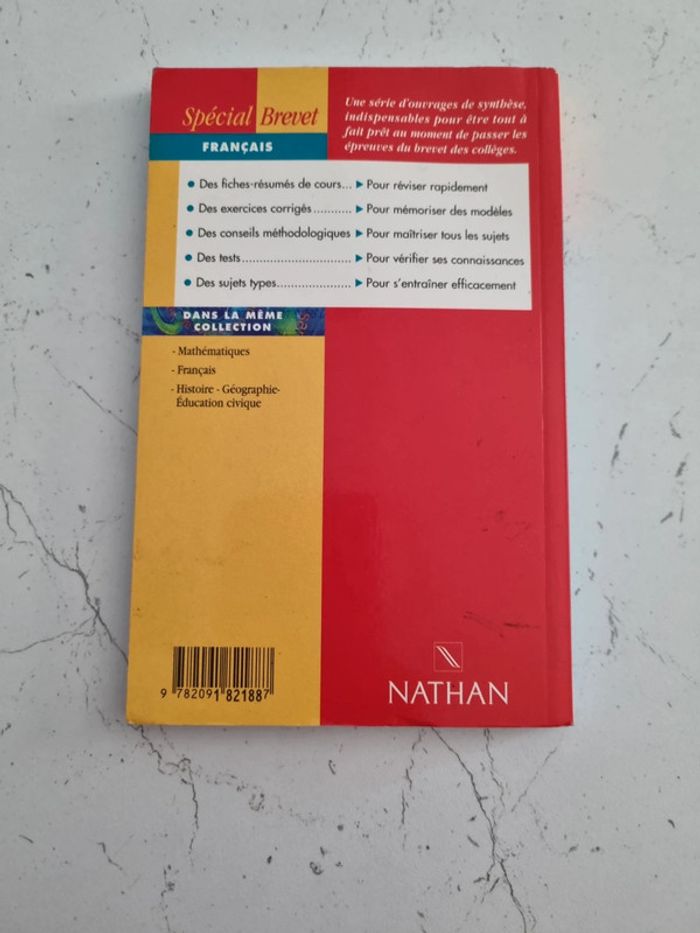 Spécial Brevet
FRANÇAIS
Une série d'ouvrages de synthèse,
indispensables pour être tout à
fait prêt au moment de passer les
épreuves du brevet des collèges.
• Des fiches-résumés de cours... ▶ Pour réviser rapidement
• Des exercices corrigés ........... ▶ Pour mémoriser des modèles
• Des conseils méthodologiques ▶ Pour maîtriser tous les sujets
• Des tests.............................. ▶ Pour vérifier ses connaissances
• Des sujets types.................... ▶ Pour s'entraîner efficacement
DANS LA MÊME
COLLECTION
- Mathématiques
- Français
- Histoire - Géographie-
Éducation civique
9 782091 821887
NATHAN